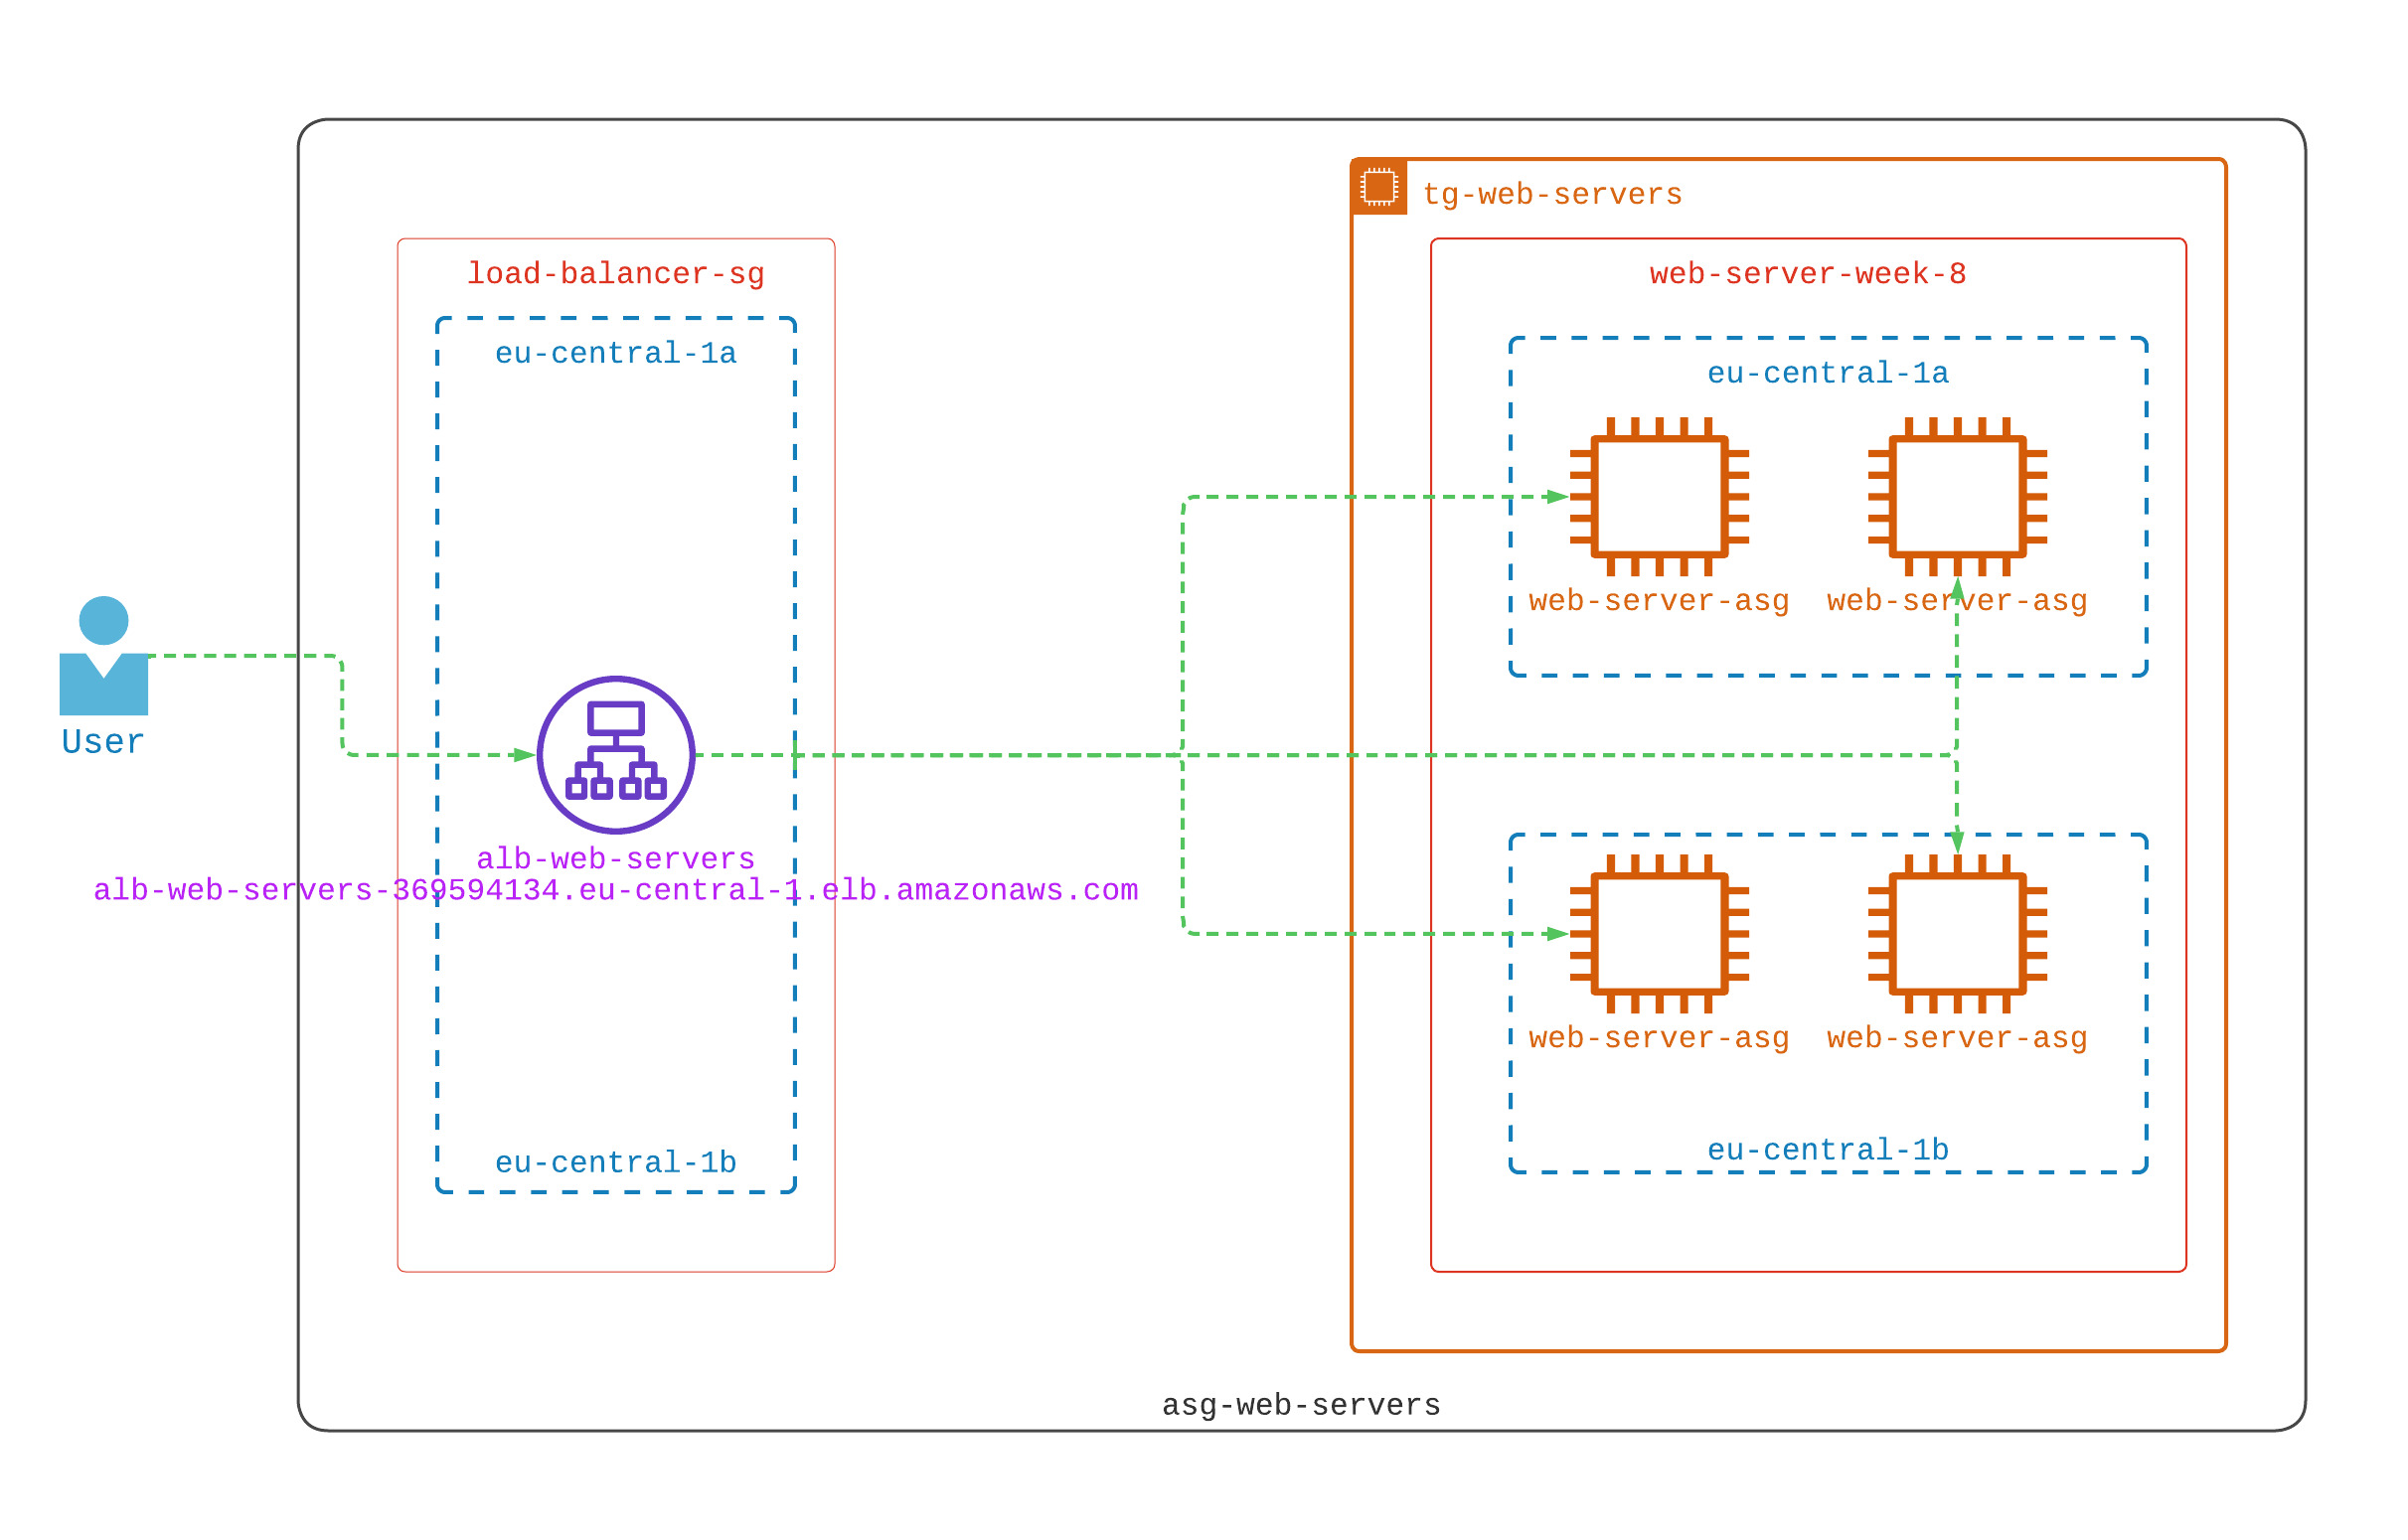 tg-web-servers
load-balancer-sg
web-server-week-8
eu-central-1a
eu-central-1a
web-server-asg
web-server-asg
User
alb-web-servers
alb-web-servers-369594134.eu-central-1.elb.amazonaws.com
web-server-asg
web-server-asg
eu-central-1b
eu-central-1b
asg-web-servers